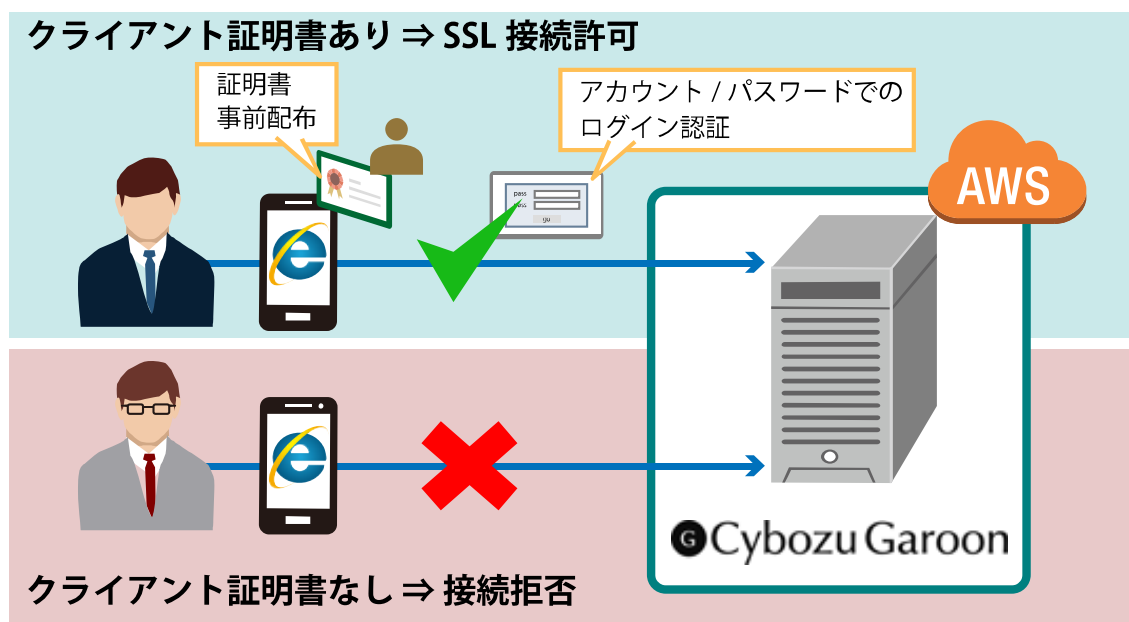 クライアント証明書あり ⇒ SSL 接続許可
証明書
事前配布
アカウント / パスワードでの
ログイン認証
AWS
pass
pass
go
G Cybozu Garoon
クライアント証明書なし ⇒ 接続拒否